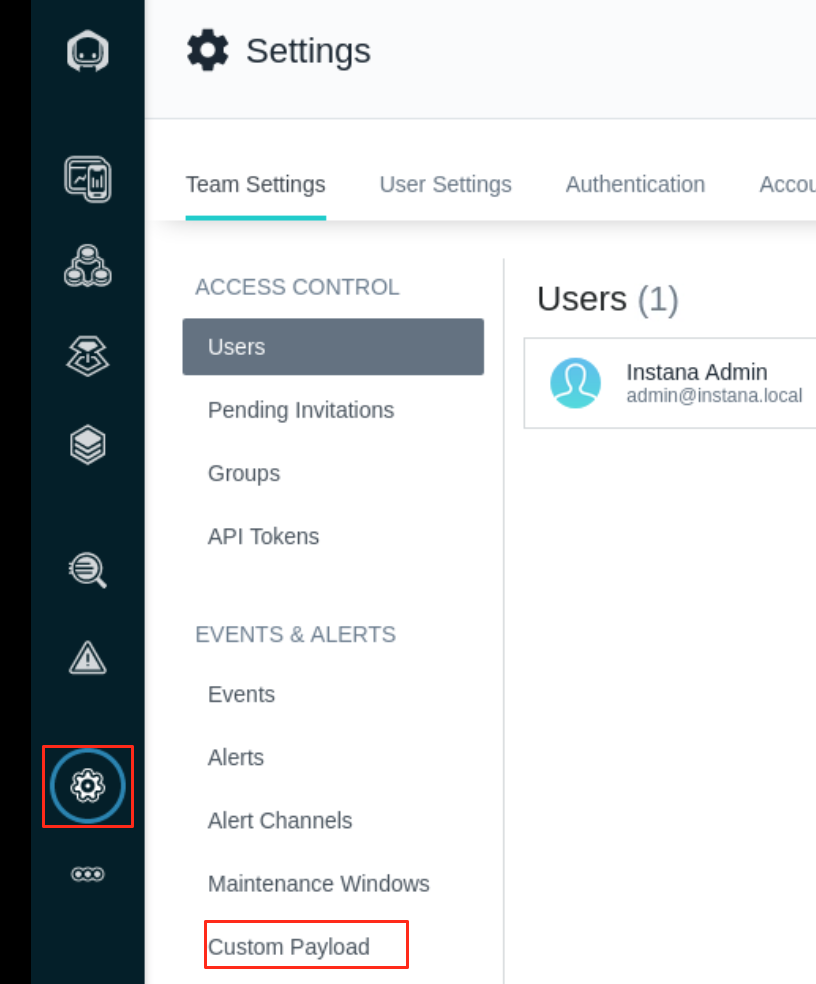 Settings
Team Settings User Settings Authentication Accou
ACCESS CONTROL
Users
Pending Invitations
Groups
API Tokens
EVENTS & ALERTS
Events
Alerts
Alert Channels
Maintenance Windows
Custom Payload
Users (1)
Instana Admin
admin@instana.local